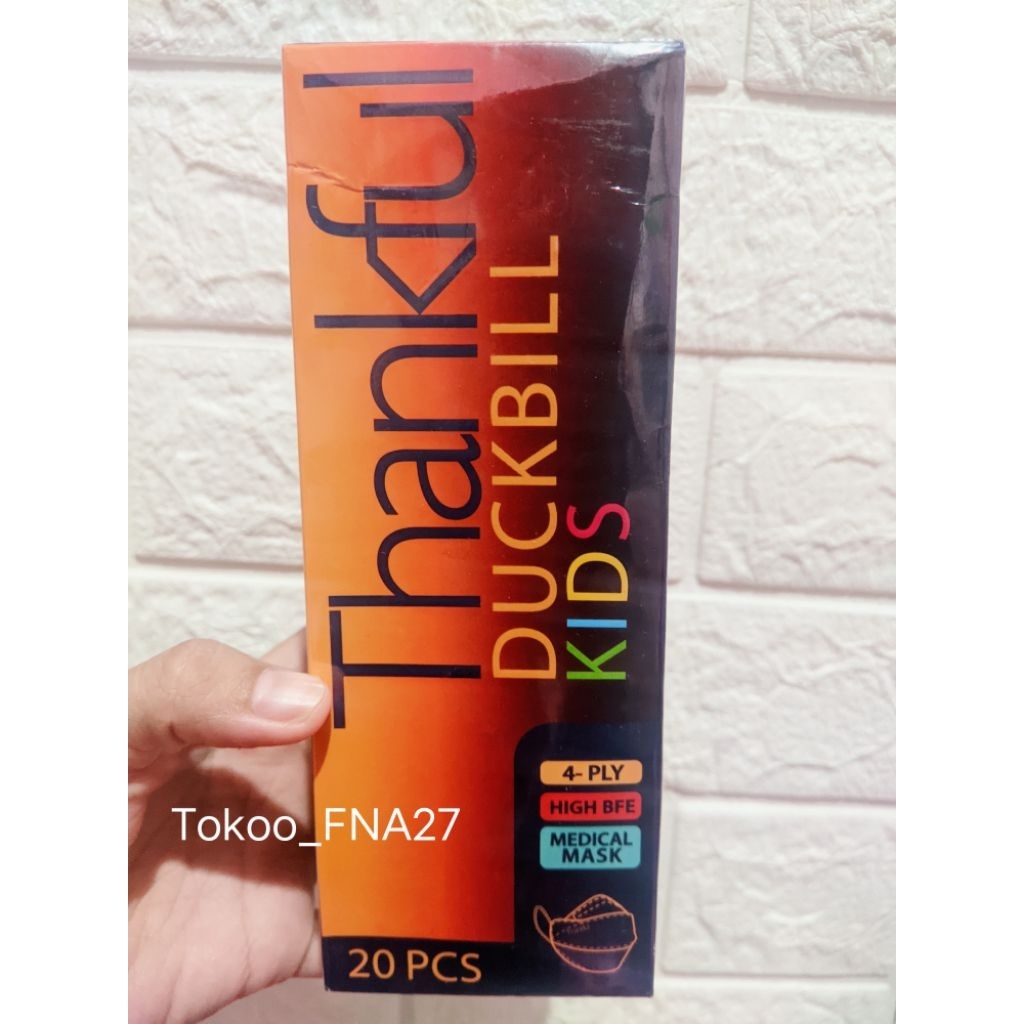 Thankful
DUCKBILL
KIDS
4- PLY
HIGH BFE
MEDICAL
MASK
Tokoo_FNA27
20 PCS